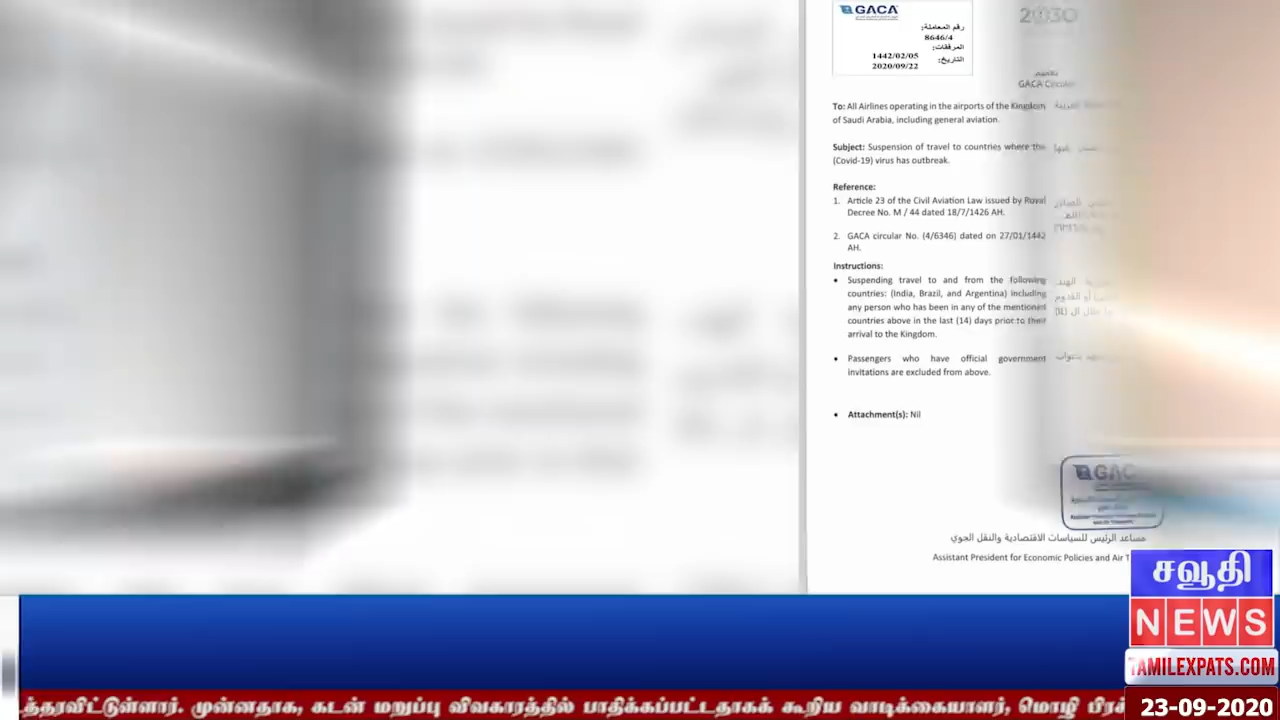 GACA
رقم المعاملة:
8646/4
المرفقات:
التاريخ:
1442/02/05
2020/09/22
2030
GACA
To: All Airlines operating in the airports of the Kingdom
of Saudi Arabia, including general aviation.
Subject: Suspension of travel to countries where the
(Covid-19) virus has outbreak.
Reference:
1. Article 23 of the Civil Aviation Law issued by Royal
Decree No. M / 44 dated 18/7/1426 AH.
2. GACA circular No. (4/6346) dated on 27/01/1442
AH.
Instructions:
• Suspending travel to and from the following
countries: (India, Brazil, and Argentina) including
any person who has been in any of the mentioned
countries above in the last (14) days prior to their
arrival to the Kingdom.
• Passengers who have official government
invitations are excluded from above.
• Attachment(s): Nil
GAC
مساعد الرئيس للسياسات الاقتصادية والنقل الجوي
Assistant President for Economic Policies and Air T
சவூதி
NEWS
TAMILEXPATS.COM
த்தரவிட்டுள்ளார். முன்னதாக, கடன் மறுப்பு விவகாரத்தில் பாதிக்கப்பட்டதாகக் கூறிய வாடிக்கையாளர், மொழி பிரச்
23-09-2020